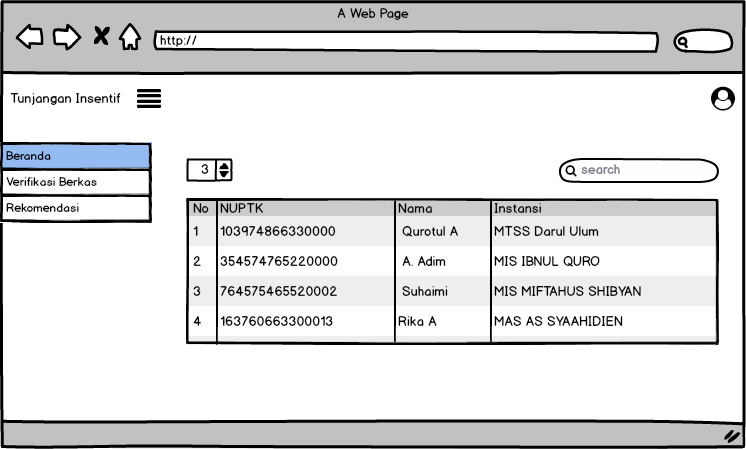 A Web Page
http://
Tunjangan Insentif
Beranda
Verifikasi Berkas
Rekomendasi
3
search
No NUPTK Nama Instansi
1 103974866330000 Qurotul A MTSS Darul Ulum
2 354574765220000 A. Adim MIS IBNUL QURO
3 764575465520002 Suhaimi MIS MIFTAHUS SHIBYAN
4 163760663300013 Rika A MAS AS SYAAHIDIEN